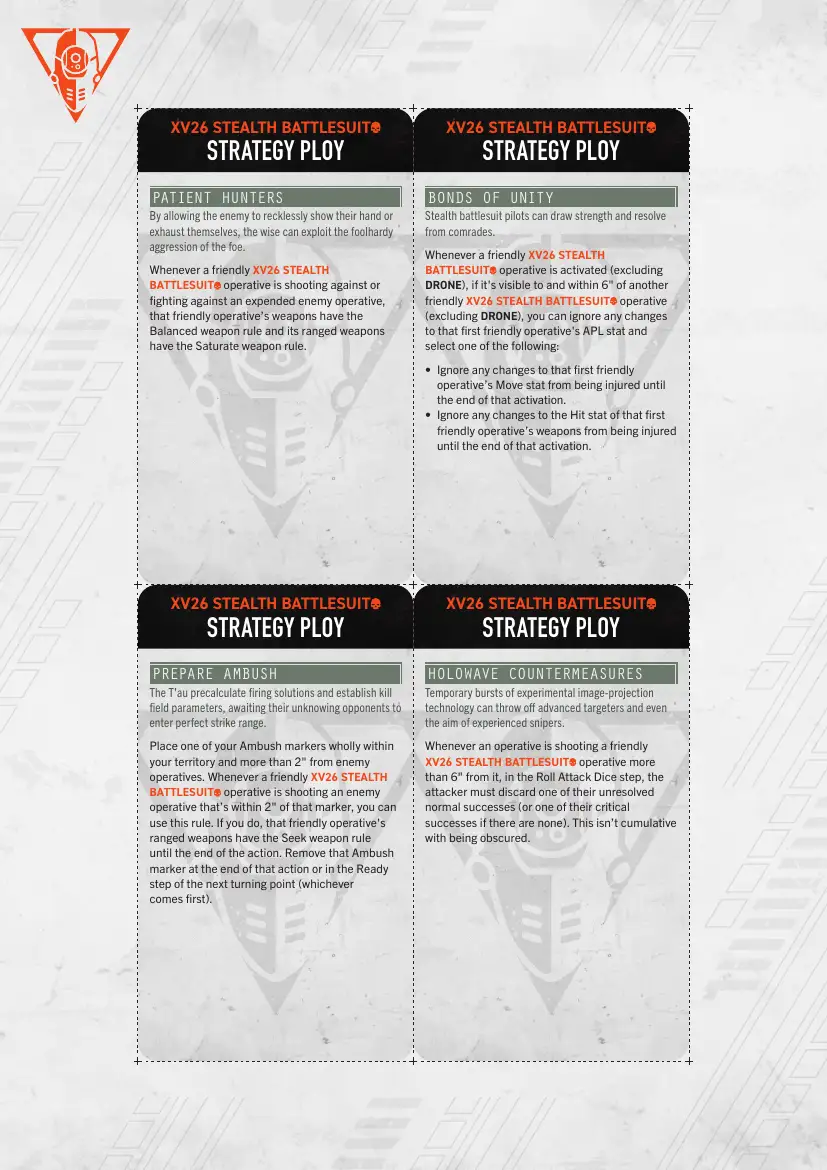 XV26 STEALTH BATTLESUIT
STRATEGY PLOY
PATIENT HUNTERS
By allowing the enemy to recklessly show their hand or
exhaust themselves, the wise can exploit the foolhardy
aggression of the foe.
Whenever a friendly XV26 STEALTH
BATTLESUIT operative is shooting against or
fighting against an expended enemy operative,
that friendly operative's weapons have the
Balanced weapon rule and its ranged weapons
have the Saturate weapon rule.
XV26 STEALTH BATTLESUIT
STRATEGY PLOY
BONDS OF UNITY
Stealth battlesuit pilots can draw strength and resolve
from comrades.
Whenever a friendly XV26 STEALTH
BATTLESUIT operative is activated (excluding
DRONE), if it's visible to and within 6" of another
friendly XV26 STEALTH BATTLESUIT operative
(excluding DRONE), you can ignore any changes
to that first friendly operative's APL stat and
select one of the following:
• Ignore any changes to that first friendly
operative's Move stat from being injured until
the end of that activation.
• Ignore any changes to the Hit stat of that first
friendly operative's weapons from being injured
until the end of that activation.
XV26 STEALTH BATTLESUIT
STRATEGY PLOY
PREPARE AMBUSH
The T'au precalculate firing solutions and establish kill
field parameters, awaiting their unknowing opponents to
enter perfect strike range.
Place one of your Ambush markers wholly within
your territory and more than 2" from enemy
operatives. Whenever a friendly XV26 STEALTH
BATTLESUIT operative is shooting an enemy
operative that's within 2" of that marker, you can
use this rule. If you do, that friendly operative's
ranged weapons have the Seek weapon rule
until the end of the action. Remove that Ambush
marker at the end of that action or in the Ready
step of the next turning point (whichever
comes first).
XV26 STEALTH BATTLESUIT
STRATEGY PLOY
HOLOWAVE COUNTERMEASURES
Temporary bursts of experimental image-projection
technology can throw off advanced targeters and even
the aim of experienced snipers.
Whenever an operative is shooting a friendly
XV26 STEALTH BATTLESUIT operative more
than 6" from it, in the Roll Attack Dice step, the
attacker must discard one of their unresolved
normal successes (or one of their critical
successes if there are none). This isn't cumulative
with being obscured.